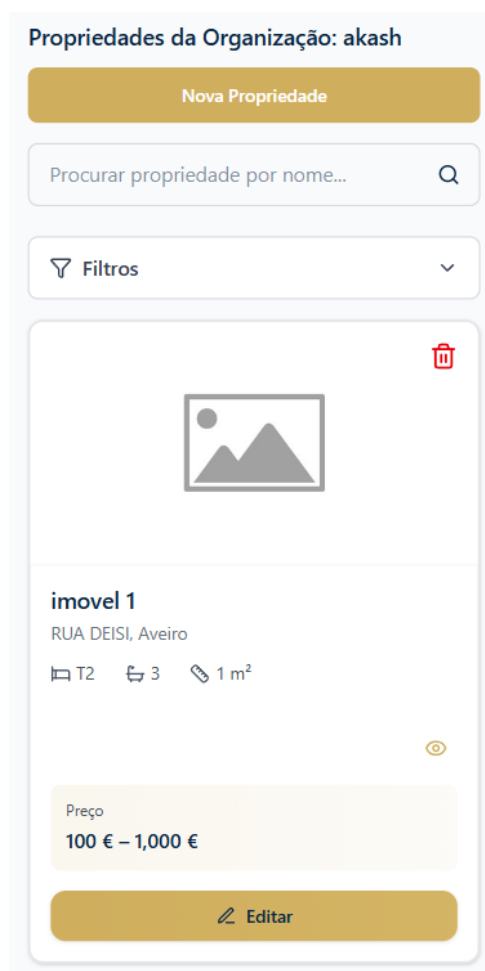 Propriedades da Organização: akash
Nova Propriedade
Procurar propriedade por nome...
Filtros
imovel 1
RUA DEISI, Aveiro
T2 3 1 m²
Preço
100 € – 1,000 €
Editar